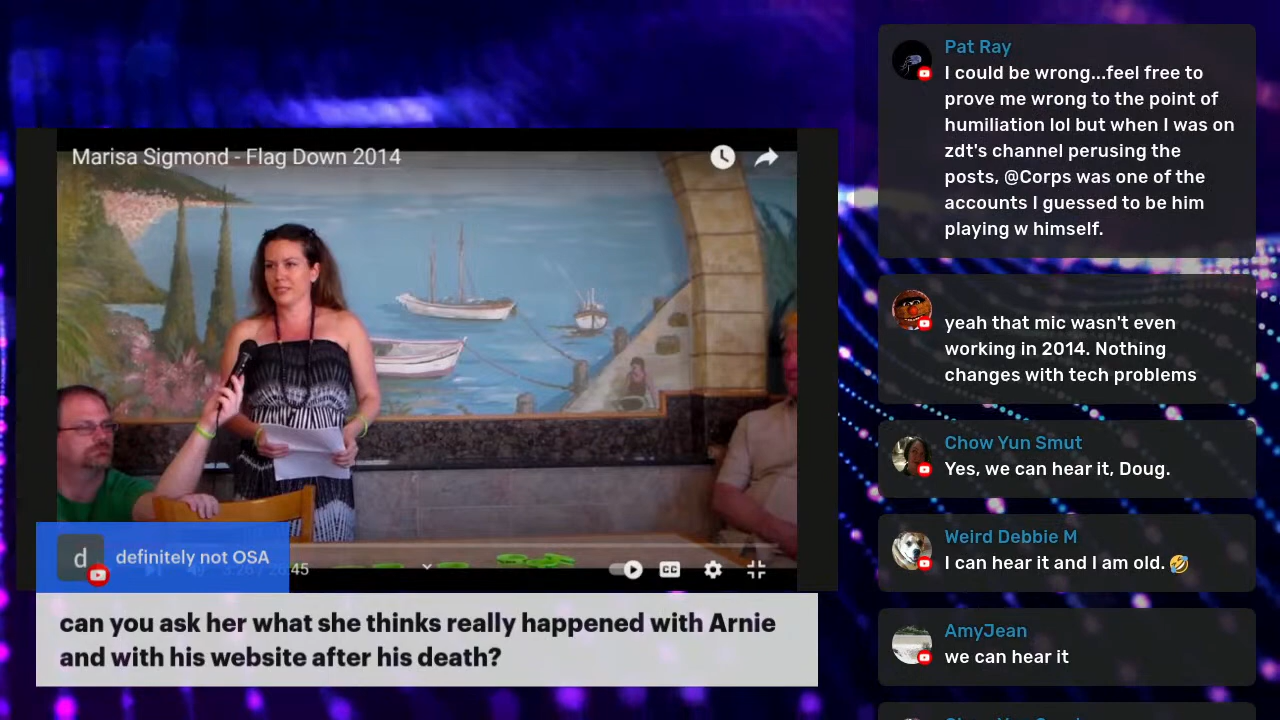 Marisa Sigmond - Flag Down 2014
CC
d
definitely not OSA
can you ask her what she thinks really happened with Arnie
and with his website after his death?
Pat Ray
I could be wrong...feel free to
prove me wrong to the point of
humiliation lol but when I was on
zdt's channel perusing the
posts, @Corps was one of the
accounts I guessed to be him
playing w himself.
yeah that mic wasn't even
working in 2014. Nothing
changes with tech problems
Chow Yun Smut
Yes, we can hear it, Doug.
Weird Debbie M
I can hear it and I am old. 🤣
AmyJean
we can hear it